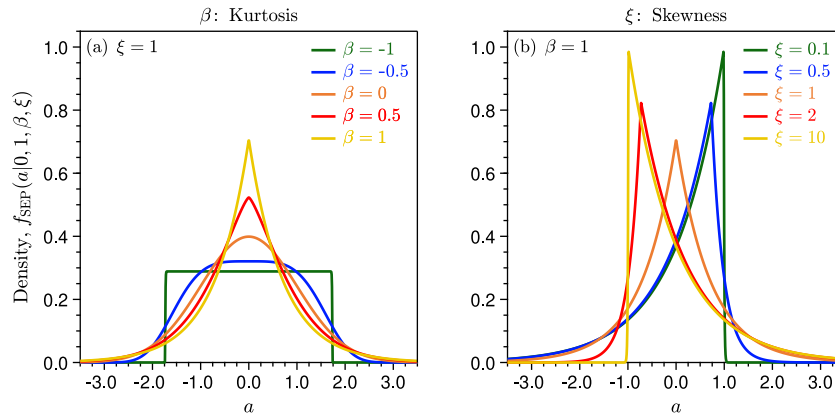 β: Kurtosis
ξ: Skewness
Density, f_SEP(a|0, 1, β, ξ)
(a) ξ = 1
β = -1
β = -0.5
β = 0
β = 0.5
β = 1
1.0
0.8
0.6
0.4
0.2
0.0
-3.0 -2.0 -1.0 0.0 1.0 2.0 3.0
a
(b) β = 1
ξ = 0.1
ξ = 0.5
ξ = 1
ξ = 2
ξ = 10
1.0
0.8
0.6
0.4
0.2
0.0
-3.0 -2.0 -1.0 0.0 1.0 2.0 3.0
a